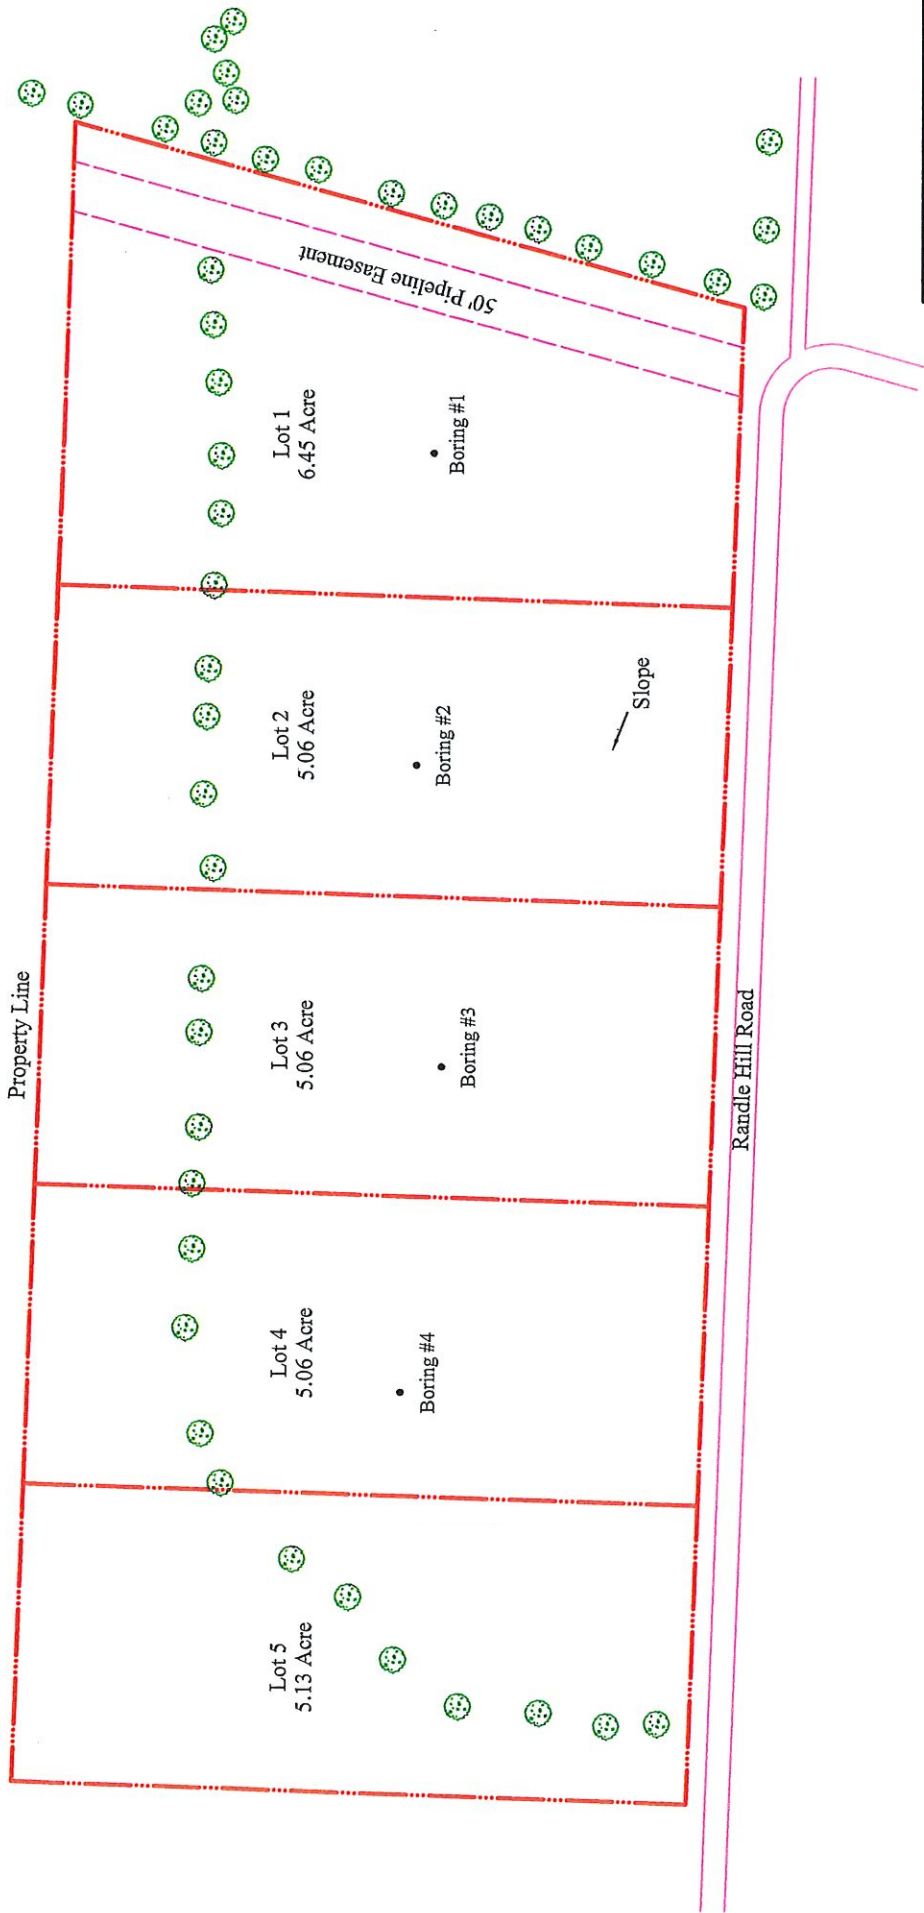 Property Line
Lot 5
5.13 Acre
Lot 4
5.06 Acre
Boring #4
Lot 3
5.06 Acre
Boring #3
Lot 2
5.06 Acre
Boring #2
Slope
Lot 1
6.45 Acre
Boring #1
50' Pipeline Easement
Randle Hill Road